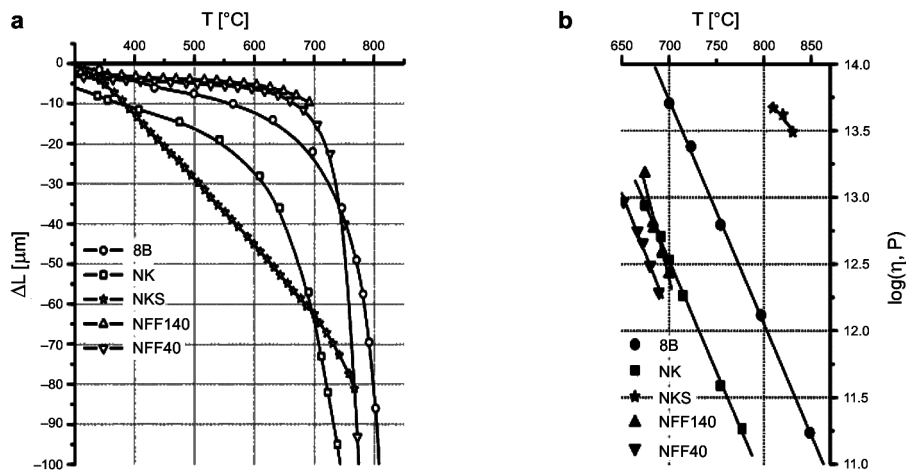 a
T [°C]
400 500 600 700 800
0
−10
−20
−30
−40
−50
−60
−70
−80
−90
−100
ΔL [µm]
8B
NK
NKS
NFF140
NFF40
b
T [°C]
650 700 750 800 850
14.0
13.5
13.0
12.5
12.0
11.5
11.0
log(η, P)
8B
NK
NKS
NFF140
NFF40